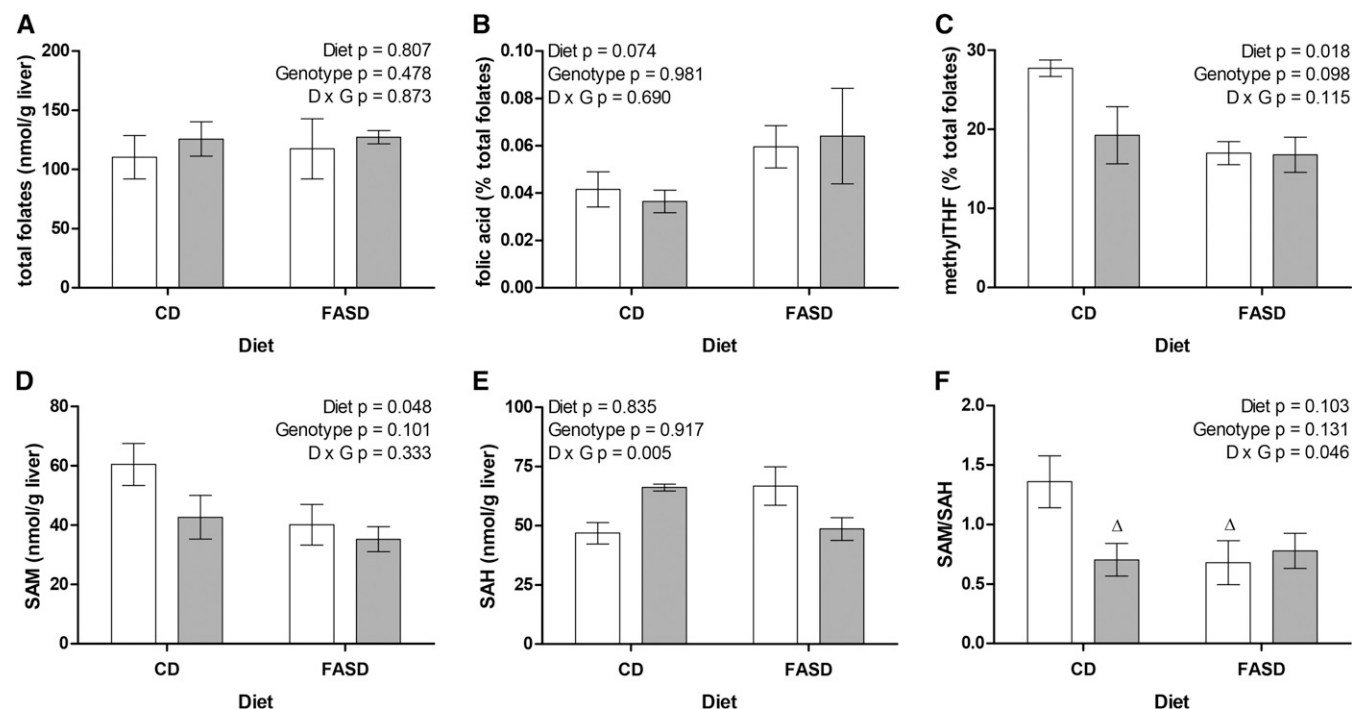 A
total folates (nmol/g liver)
200
150
100
50
0
Diet p = 0.807
Genotype p = 0.478
D x G p = 0.873
CD
FASD
Diet
B
folic acid (% total folates)
0.10
0.08
0.06
0.04
0.02
0.00
Diet p = 0.074
Genotype p = 0.981
D x G p = 0.690
CD
FASD
Diet
C
methylTHF (% total folates)
30
20
10
0
Diet p = 0.018
Genotype p = 0.098
D x G p = 0.115
CD
FASD
Diet
D
SAM (nmol/g liver)
80
60
40
20
0
Diet p = 0.048
Genotype p = 0.101
D x G p = 0.333
CD
FASD
Diet
E
SAH (nmol/g liver)
100
75
50
25
0
Diet p = 0.835
Genotype p = 0.917
D x G p = 0.005
CD
FASD
Diet
F
SAM/SAH
2.0
1.5
1.0
0.5
0.0
Diet p = 0.103
Genotype p = 0.131
D x G p = 0.046
Δ
Δ
CD
FASD
Diet